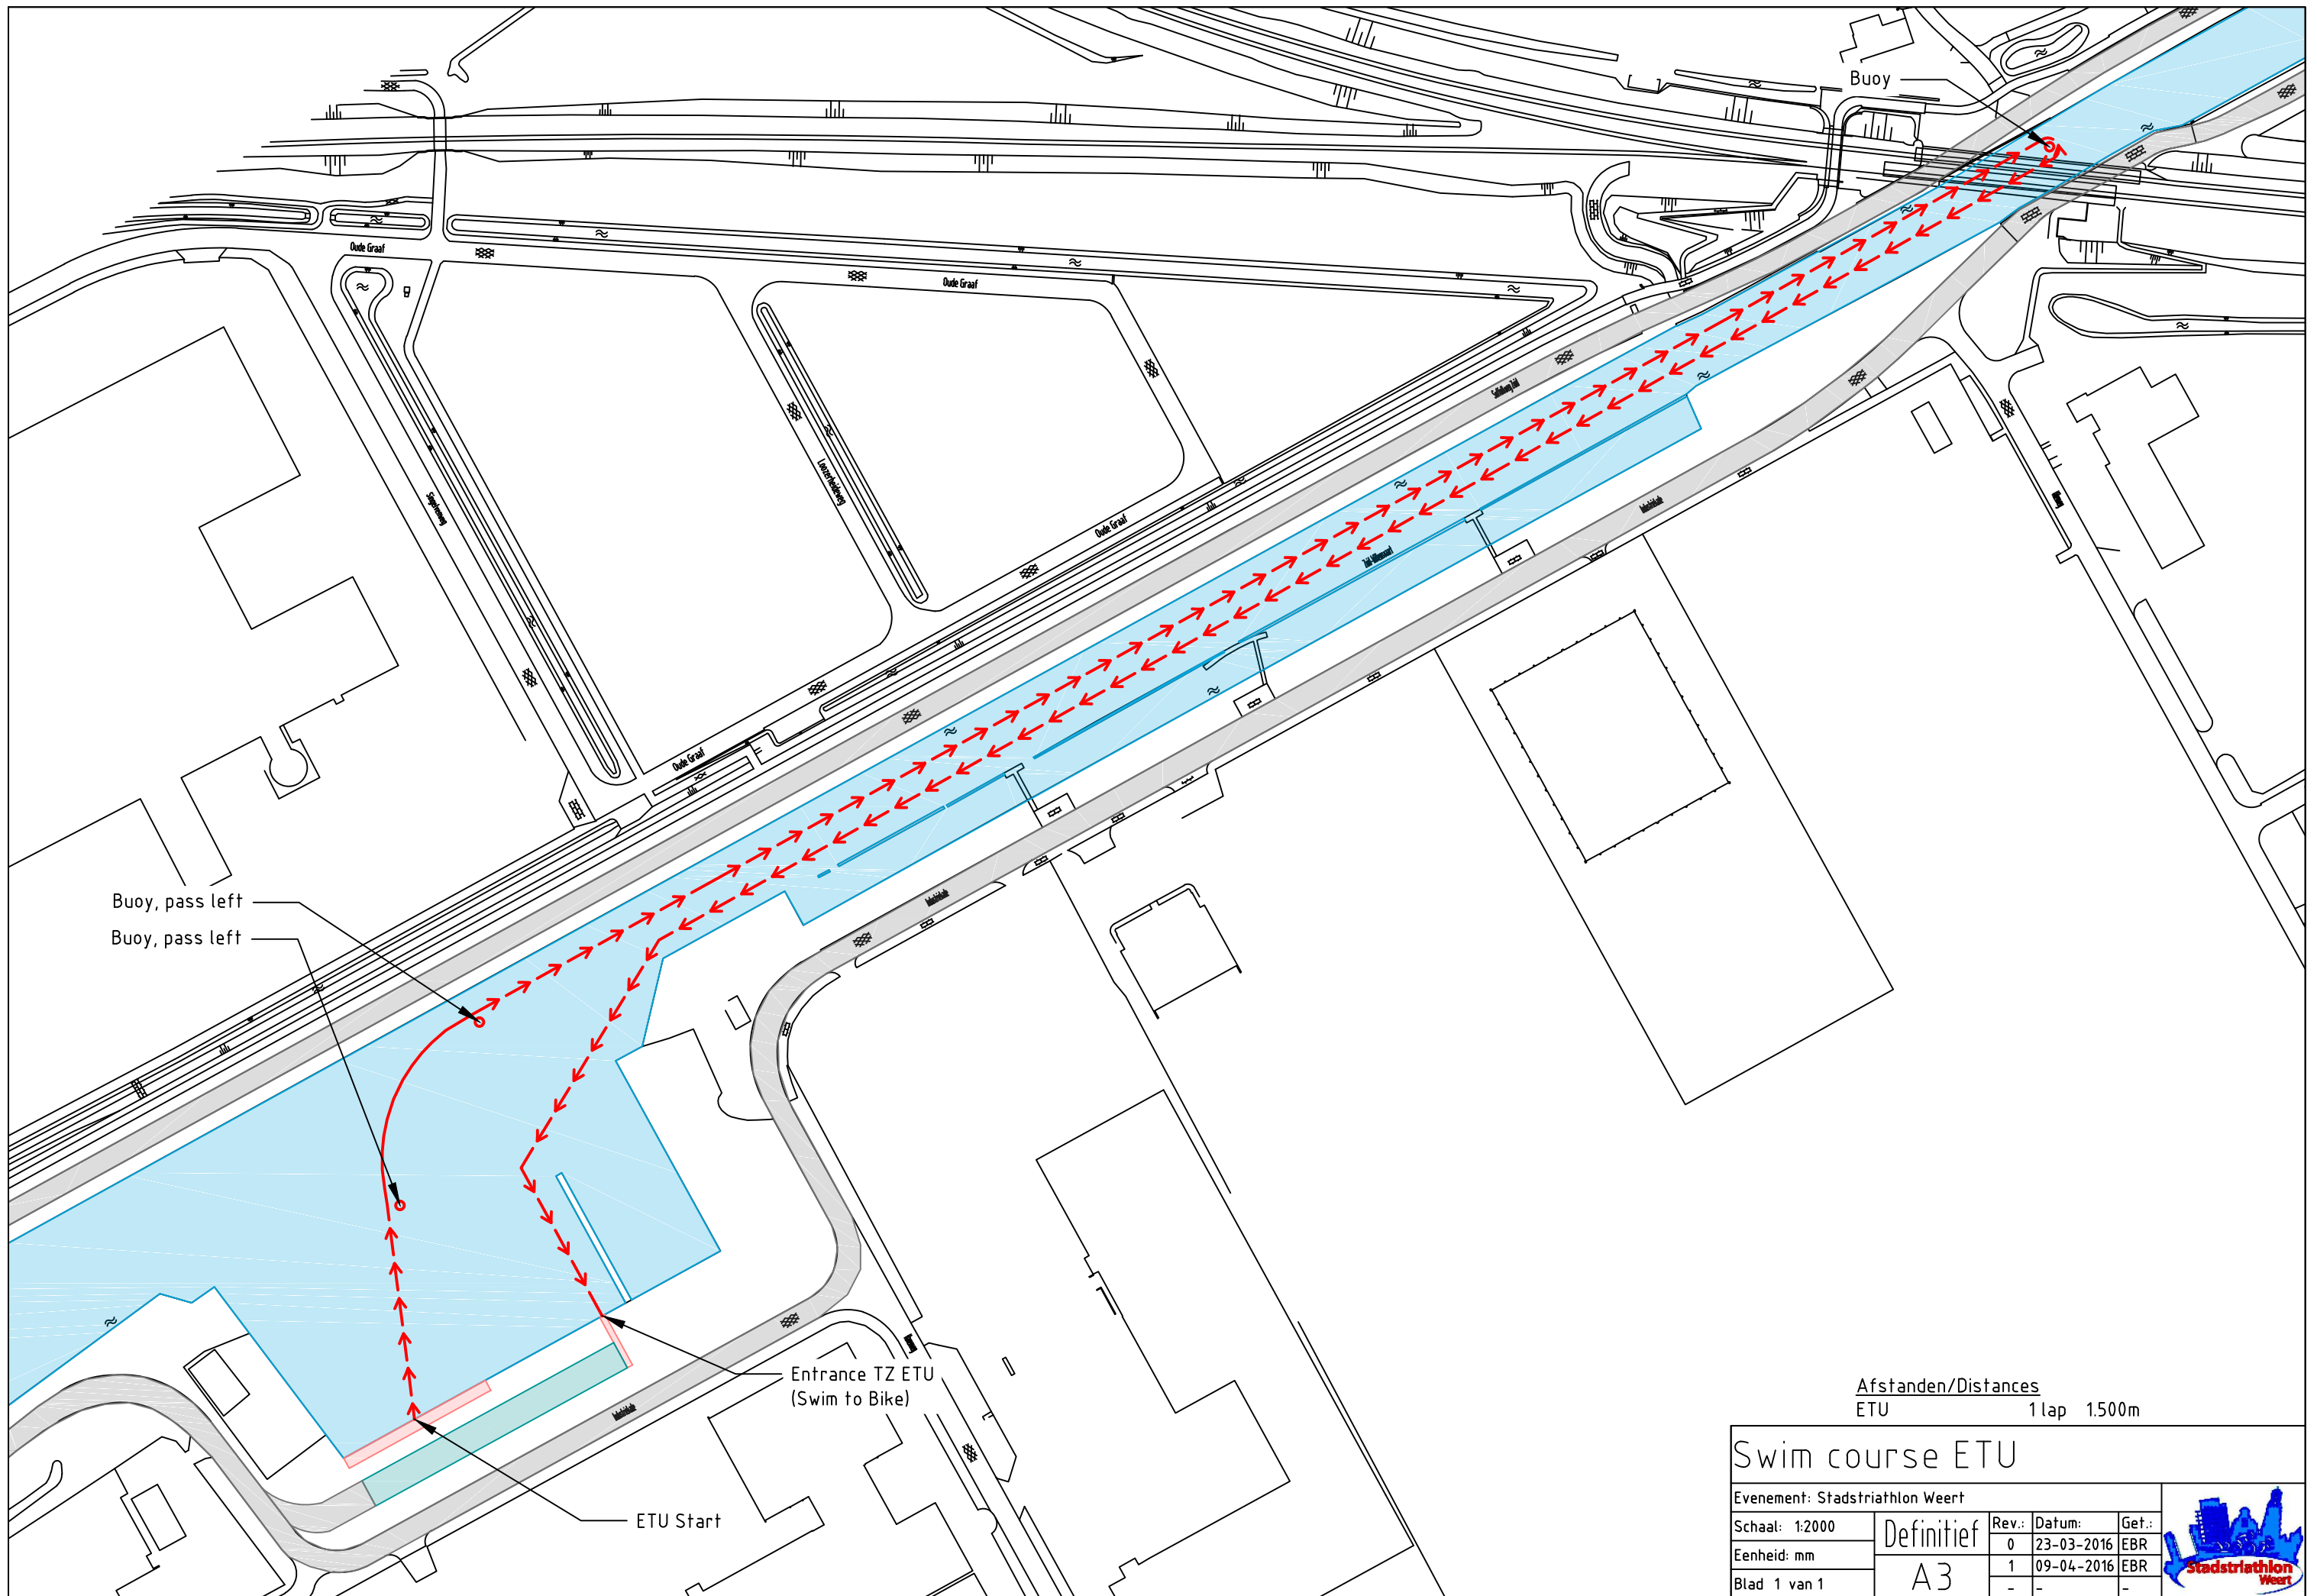 Buoy
Oude Graaf
Oude Graaf
Oude Graaf
Oude Graaf
Loozerheideweg
Buoy, pass left
Buoy, pass left
Entrance TZ ETU
(Swim to Bike)
ETU Start
Afstanden/Distances
ETU 1 lap 1.500m
Swim course ETU
Evenement: Stadstriathlon Weert
Schaal: 1:2000
Eenheid: mm
Blad 1 van 1
Definitief
A3
Rev.: Datum: Get.:
0 23-03-2016 EBR
1 09-04-2016 EBR
- - -
Stadstriathlon
Weert